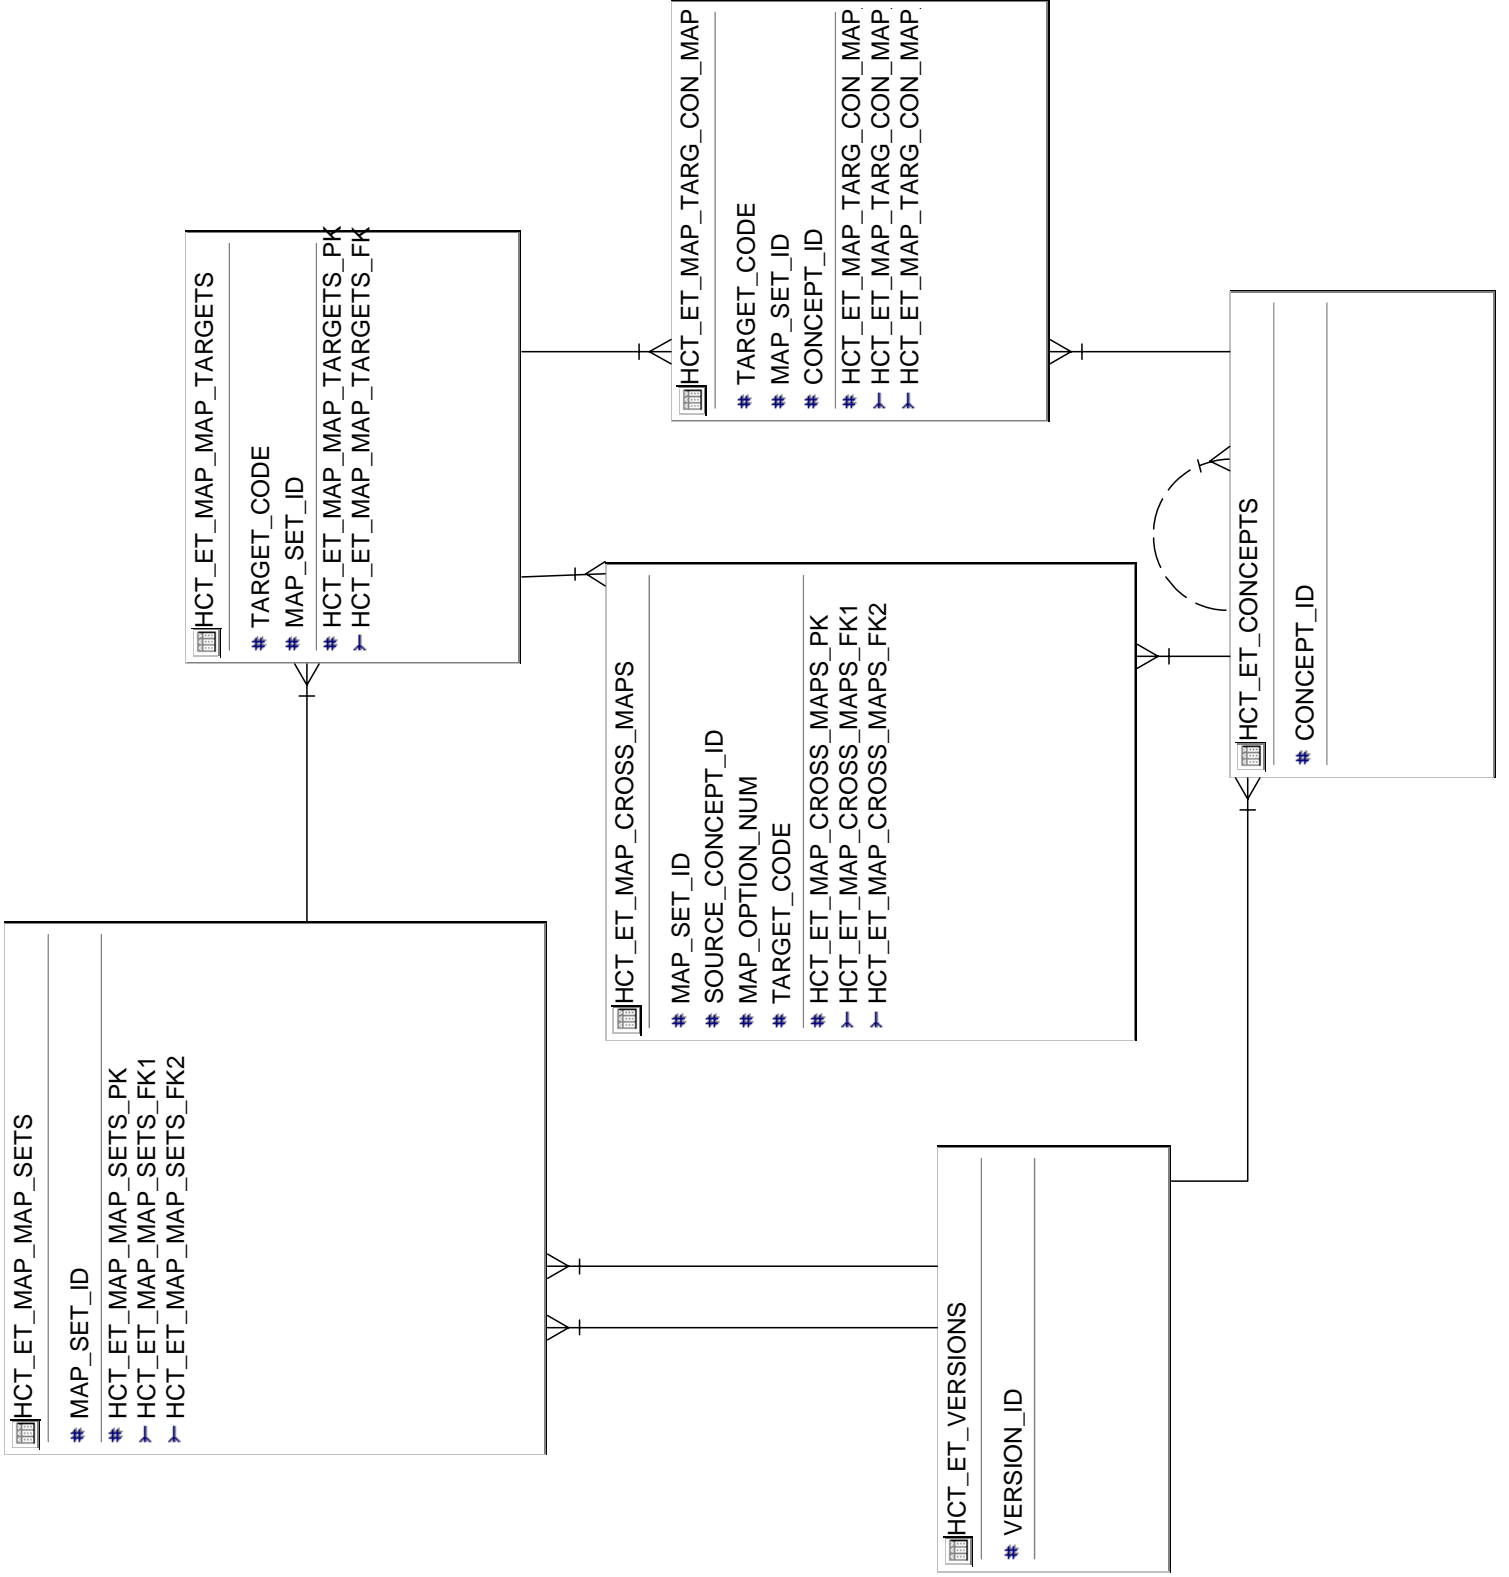 HCT_ET_MAP_MAP_SETS
# MAP_SET_ID
# HCT_ET_MAP_MAP_SETS_PK
HCT_ET_MAP_MAP_SETS_FK1
HCT_ET_MAP_MAP_SETS_FK2
HCT_ET_MAP_MAP_TARGETS
# TARGET_CODE
# MAP_SET_ID
# HCT_ET_MAP_MAP_TARGETS_PK
HCT_ET_MAP_MAP_TARGETS_FK
HCT_ET_MAP_CROSS_MAPS
# MAP_SET_ID
# SOURCE_CONCEPT_ID
# MAP_OPTION_NUM
# TARGET_CODE
# HCT_ET_MAP_CROSS_MAPS_PK
HCT_ET_MAP_CROSS_MAPS_FK1
HCT_ET_MAP_CROSS_MAPS_FK2
HCT_ET_MAP_TARG_CON_MAP
# TARGET_CODE
# MAP_SET_ID
# CONCEPT_ID
# HCT_ET_MAP_TARG_CON_MAP
HCT_ET_MAP_TARG_CON_MAP
HCT_ET_MAP_TARG_CON_MAP
HCT_ET_VERSIONS
# VERSION_ID
HCT_ET_CONCEPTS
# CONCEPT_ID